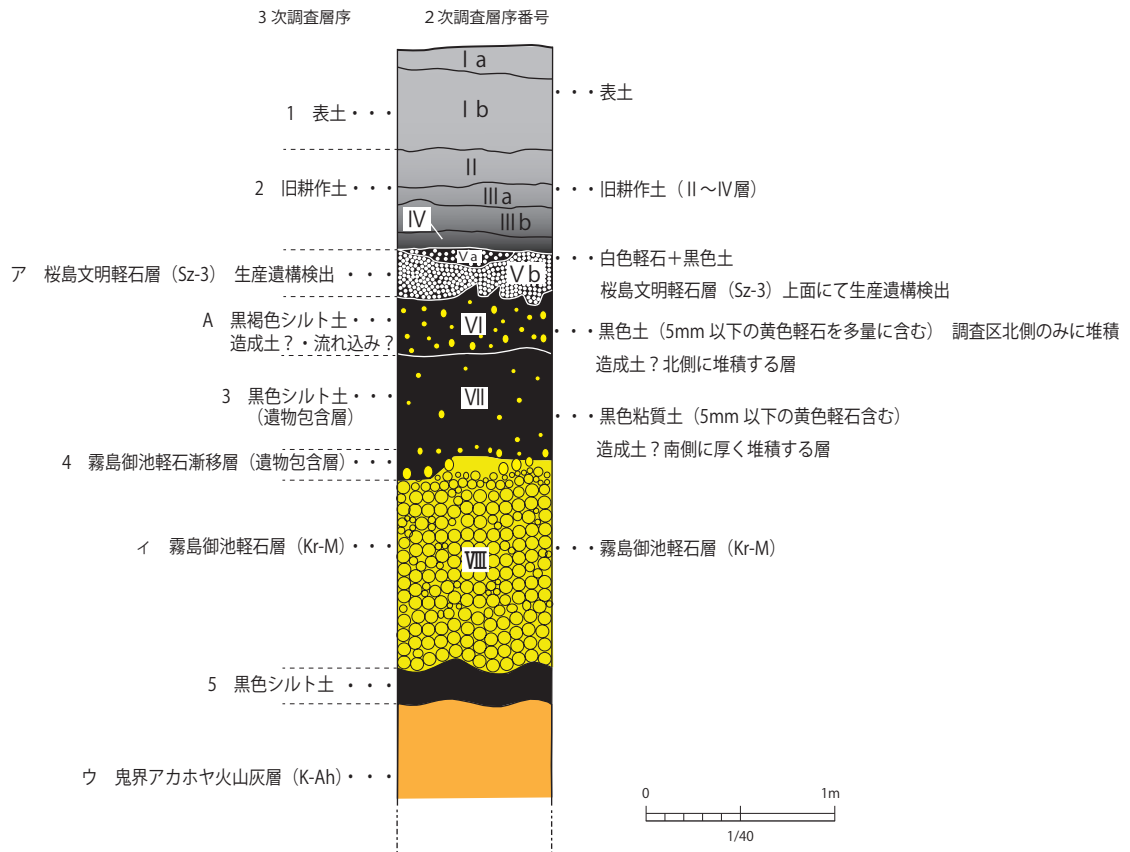 3 次調査層序
2 次調査層序番号
Ⅰa
・・・表土
1 表土・・・
Ⅰb
Ⅱ
2 旧耕作土・・・
Ⅲa
・・・旧耕作土（Ⅱ～Ⅳ層）
Ⅳ
Ⅲb
Ⅴa
・・・白色軽石＋黒色土
ア 桜島文明軽石層（Sz-3） 生産遺構検出 ・・・
Ⅴb
桜島文明軽石層（Sz-3）上面にて生産遺構検出
A 黒褐色シルト土・・・
造成土？・流れ込み？
Ⅵ
・・・黒色土（5mm 以下の黄色軽石を多量に含む） 調査区北側のみに堆積
造成土？北側に堆積する層
3 黒色シルト土・・・
（遺物包含層）
Ⅶ
・・・黒色粘質土（5mm 以下の黄色軽石含む）
造成土？南側に厚く堆積する層
4 霧島御池軽石漸移層（遺物包含層）・・・
ィ 霧島御池軽石層（Kr-M）・・・
Ⅷ
・・・霧島御池軽石層（Kr-M）
5 黒色シルト土 ・・・
ウ 鬼界アカホヤ火山灰層（K-Ah）・・・
0
1m
1/40